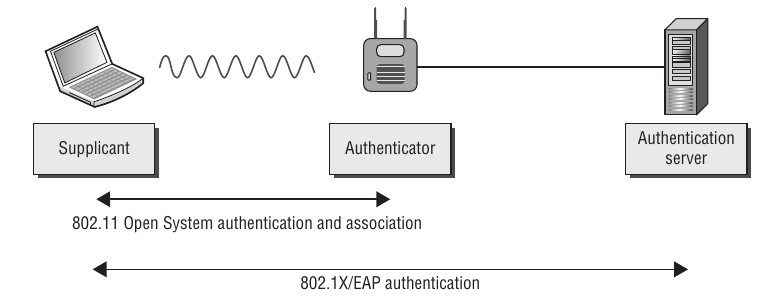 Supplicant
Authenticator
Authentication
server
802.11 Open System authentication and association
802.1X/EAP authentication